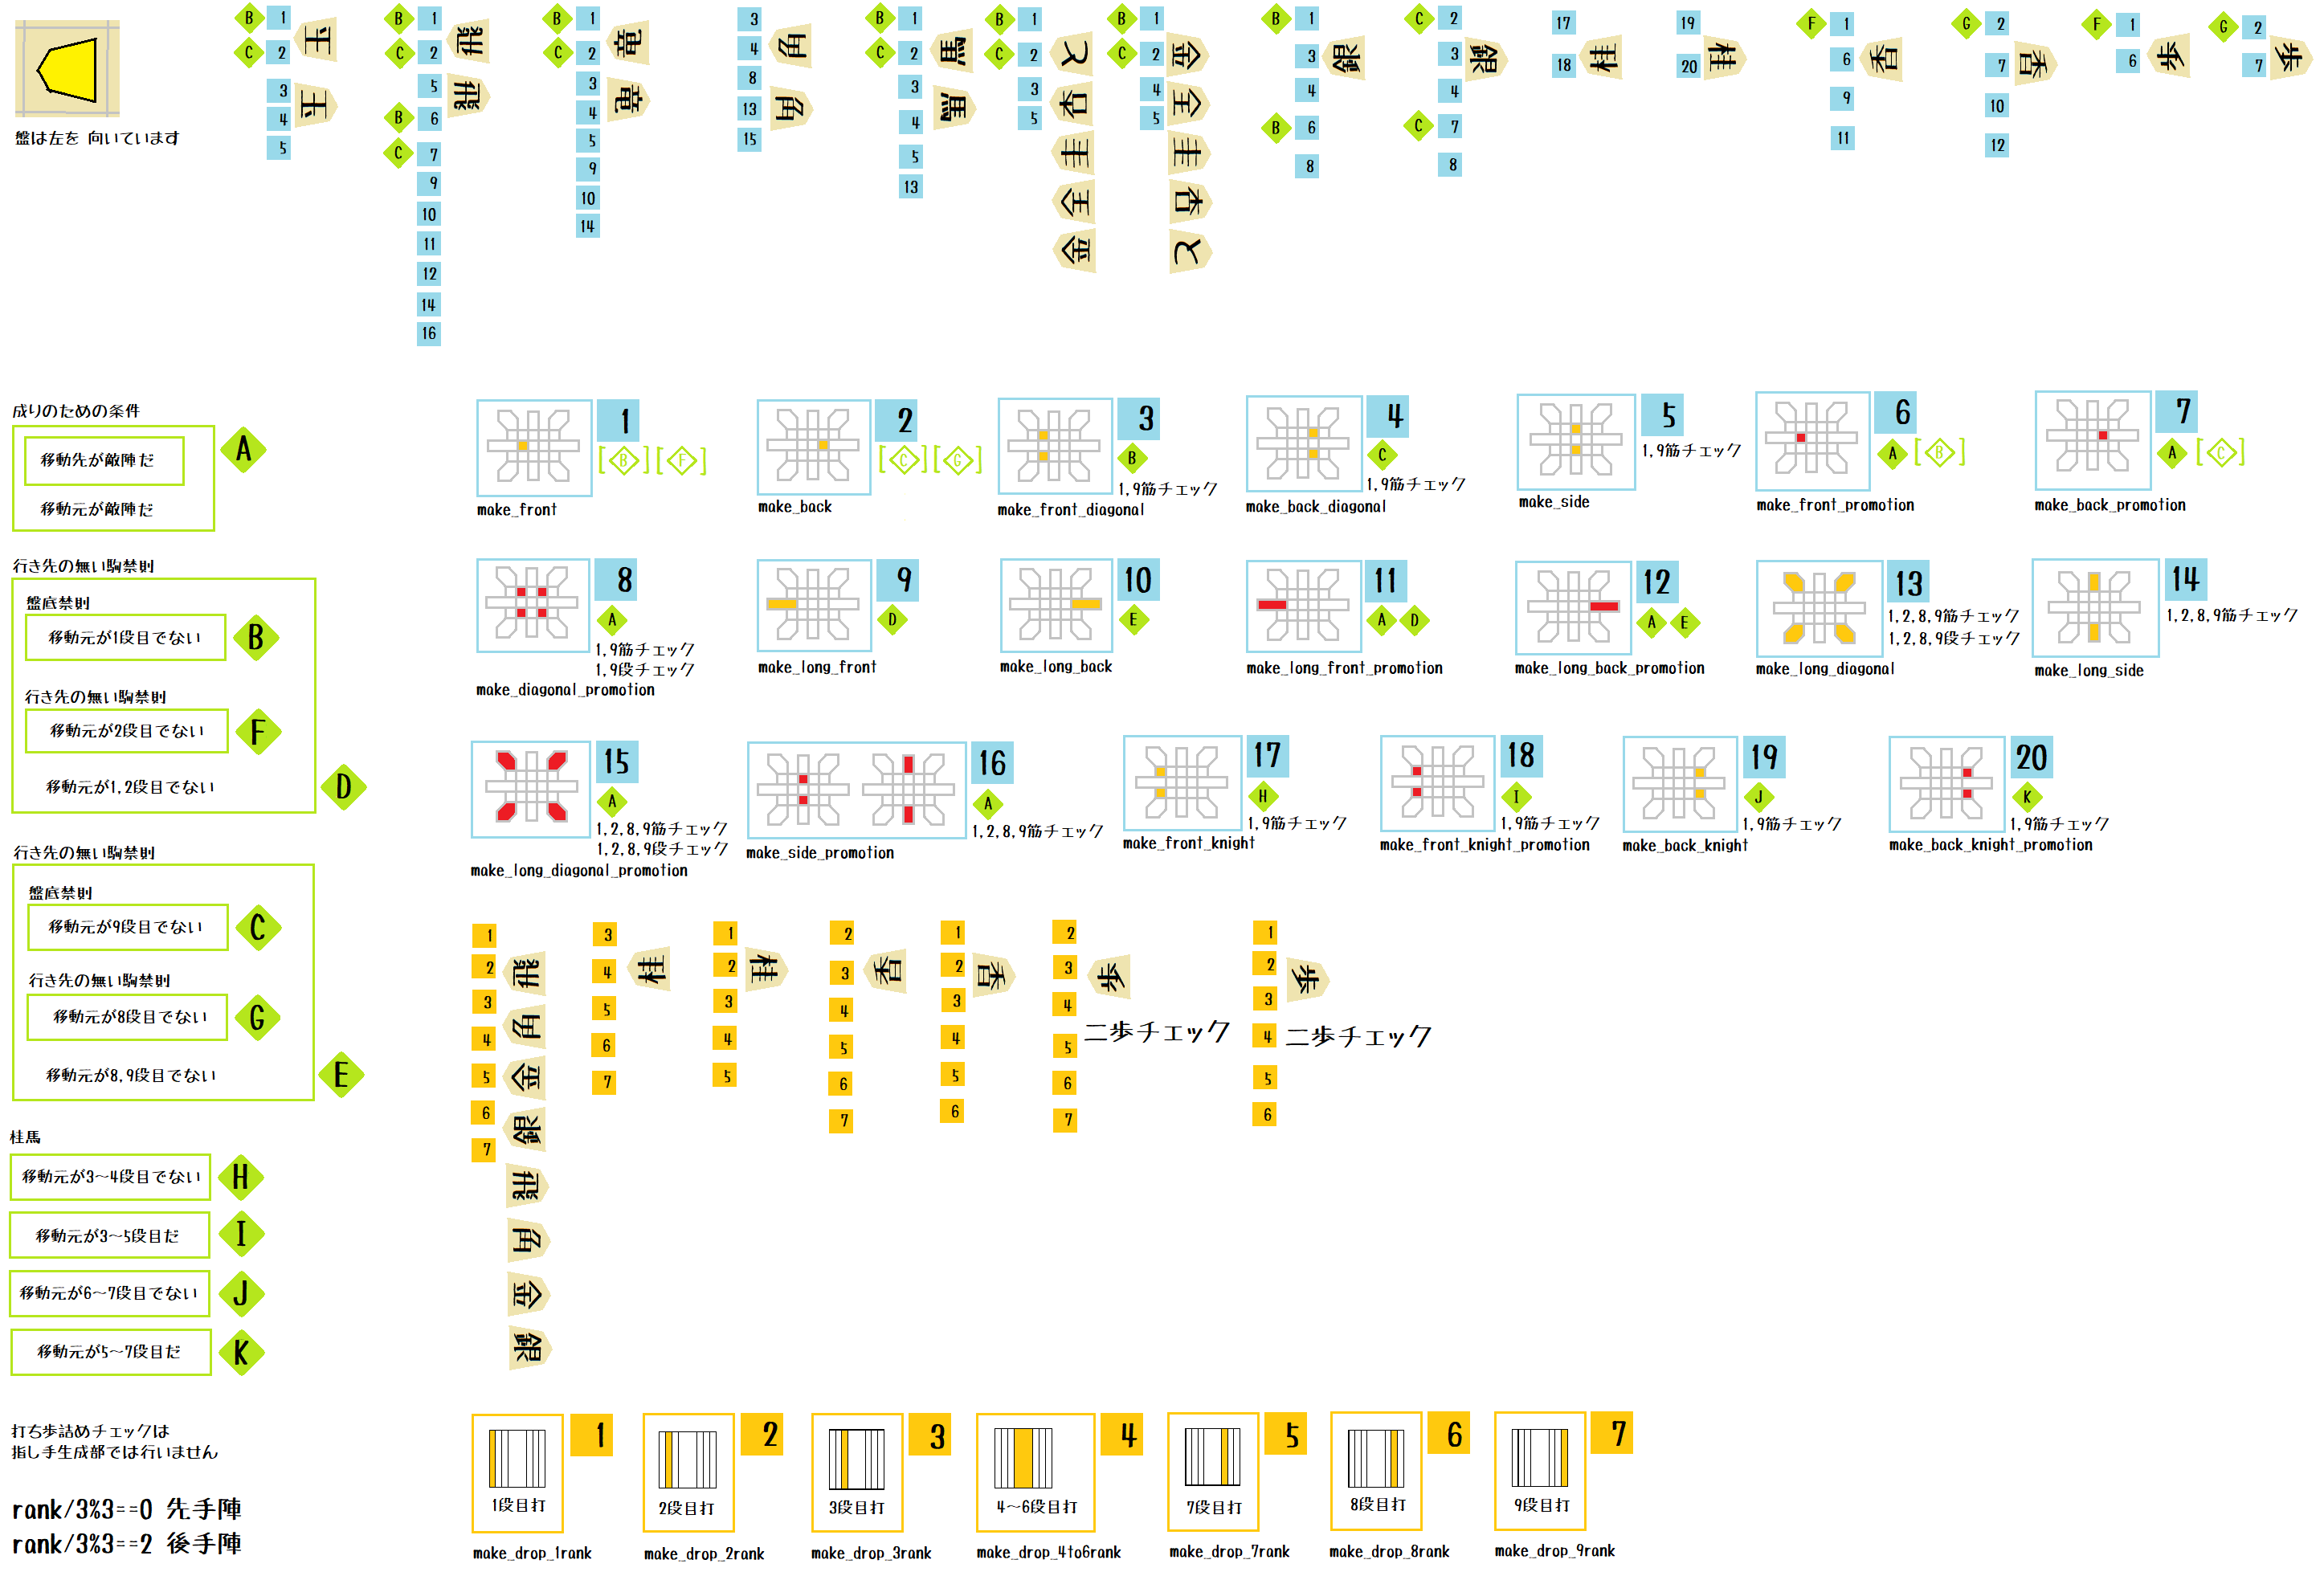 盤は左を 向いています
B 1
C 2
3
4
5
玉
玉
B 1
C 2
5
B 6
C 7
9
10
11
12
14
16
飛
飛
B 1
C 2
3
4
5
9
10
14
竜
竜
3
4
8
13
15
角
角
B 1
C 2
3
4
5
13
馬
馬
B 1
C 2
3
5
と
杏
圭
全
金
B 1
C 2
4
5
金
全
圭
杏
と
B 1
3
4
B 6
8
銀
C 2
3
4
C 7
8
銀
17
18
桂
19
20
桂
F 1
6
9
11
香
G 2
7
10
12
香
F 1
6
歩
G 2
7
歩
成りのための条件
移動先が敵陣だ
移動元が敵陣だ
A
行き先の無い駒禁則
盤底禁則
移動元が1段目でない
B
行き先の無い駒禁則
移動元が2段目でない
F
移動元が1,2段目でない
D
行き先の無い駒禁則
盤底禁則
移動元が9段目でない
C
行き先の無い駒禁則
移動元が8段目でない
G
移動元が8,9段目でない
E
桂馬
移動元が3~4段目でない
H
移動元が3~5段目だ
I
移動元が6~7段目でない
J
移動元が5~7段目だ
K
打ち歩詰めチェックは
指し手生成部では行いません
rank/3%3==0 先手陣
rank/3%3==2 後手陣
1
[B][F]
make_front
2
[C][G]
make_back
3
B
1,9筋チェック
make_front_diagonal
4
C
1,9筋チェック
make_back_diagonal
5
1,9筋チェック
make_side
6
A [B]
make_front_promotion
7
A [C]
make_back_promotion
8
A
1,9筋チェック
1,9段チェック
make_diagonal_promotion
9
D
make_long_front
10
E
make_long_back
11
A D
make_long_front_promotion
12
A E
make_long_back_promotion
13
1,2,8,9筋チェック
1,2,8,9段チェック
make_long_diagonal
14
1,2,8,9筋チェック
make_long_side
15
A
1,2,8,9筋チェック
1,2,8,9段チェック
make_long_diagonal_promotion
16
A
1,2,8,9筋チェック
make_side_promotion
17
H
1,9筋チェック
make_front_knight
18
I
1,9筋チェック
make_front_knight_promotion
19
J
1,9筋チェック
make_back_knight
20
K
1,9筋チェック
make_back_knight_promotion
1
2
3
4
5
6
7
飛
角
金
銀
飛
角
金
銀
3
4
5
6
7
桂
1
2
3
4
5
桂
2
3
4
5
6
7
香
1
2
3
4
5
6
香
2
3
4
5
6
7
歩
二歩チェック
1
2
3
4
5
6
歩
二歩チェック
1
1段目打
make_drop_1rank
2
2段目打
make_drop_2rank
3
3段目打
make_drop_3rank
4
4~6段目打
make_drop_4to6rank
5
7段目打
make_drop_7rank
6
8段目打
make_drop_8rank
7
9段目打
make_drop_9rank